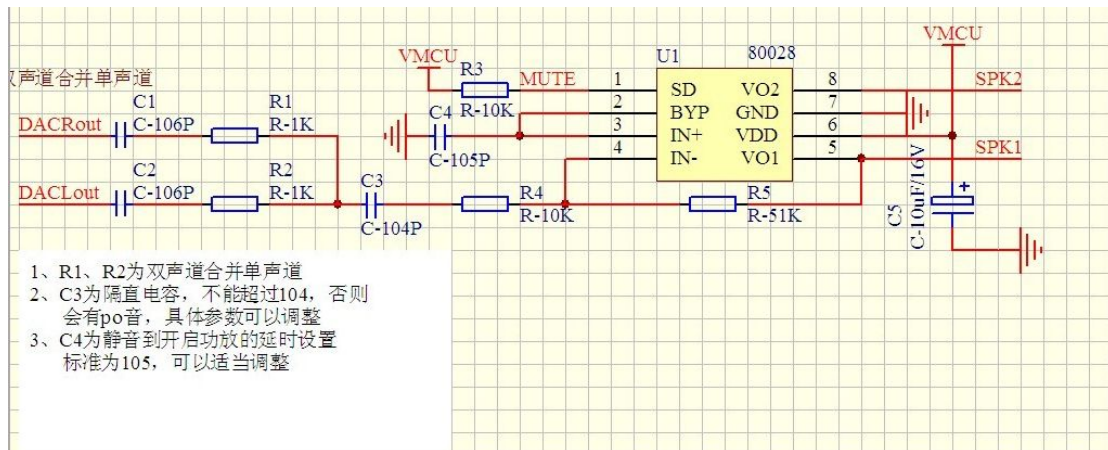 VMCU
VMCU
双声道合并单声道
R3
MUTE
U1
80028
C1
R1
C4
R-10K
1
SD
VO2
8
SPK2
DACRout
C-106P
R-1K
2
BYP
GND
7
3
IN+
VDD
6
C-105P
4
IN-
VO1
5
SPK1
C2
R2
DACLout
C-106P
R-1K
C3
R4
R5
C-104P
R-10K
R-51K
C5
C-10uF/16V
+
1、R1、R2为双声道合并单声道
2、C3为隔直电容，不能超过104，否则
会有po音，具体参数可以调整
3、C4为静音到开启功放的延时设置
标准为105，可以适当调整